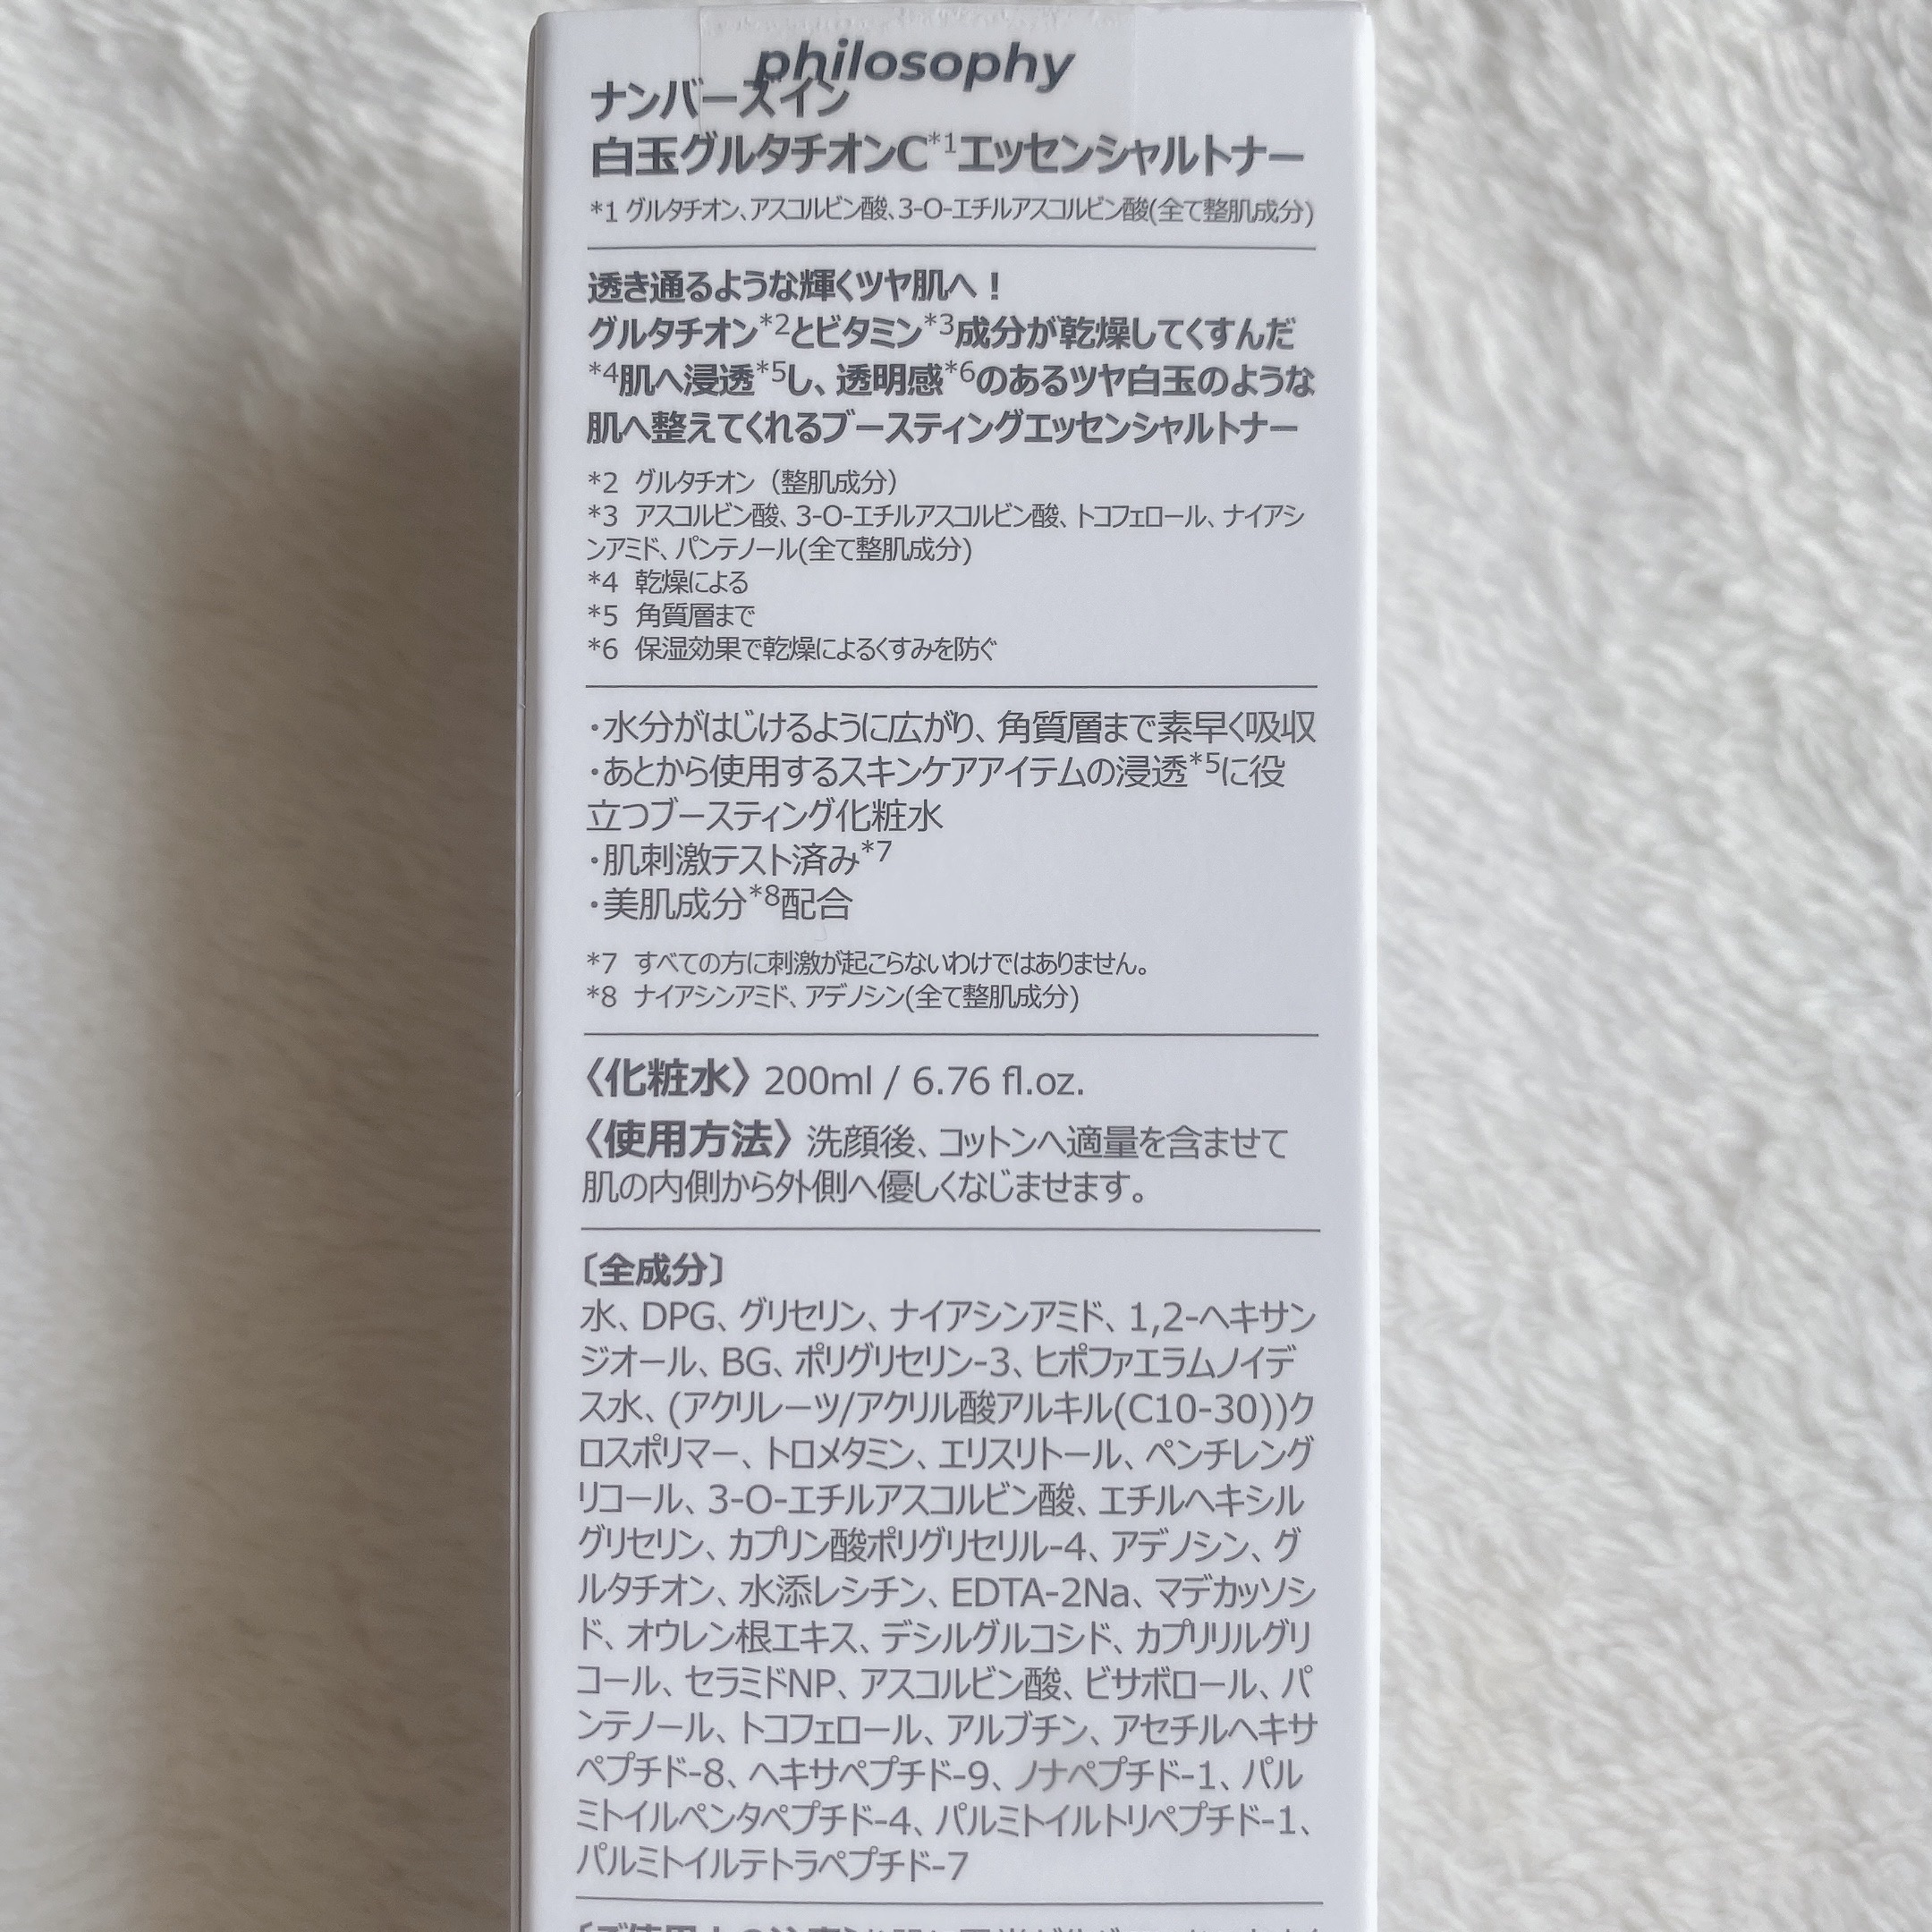 philosophy
ナンバーズイン
白玉グルタチオンC*1エッセンシャルトナー
*1 グルタチオン、アスコルビン酸、3-O-エチルアスコルビン酸(全て整肌成分)
透き通るような輝くツヤ肌へ！
グルタチオン*2とビタミン*3成分が乾燥してくすんだ
*4肌へ浸透*5し、透明感*6のあるツヤ白玉のような
肌へ整えてくれるブースティングエッセンシャルトナー
*2 グルタチオン（整肌成分）
*3 アスコルビン酸、3-O-エチルアスコルビン酸、トコフェロール、ナイアシ
ンアミド、パンテノール(全て整肌成分)
*4 乾燥による
*5 角質層まで
*6 保湿効果で乾燥によるくすみを防ぐ
・水分がはじけるように広がり、角質層まで素早く吸収
・あとから使用するスキンケアアイテムの浸透*5に役
立つブースティング化粧水
・肌刺激テスト済み*7
・美肌成分*8配合
*7 すべての方に刺激が起こらないわけではありません。
*8 ナイアシンアミド、アデノシン(全て整肌成分)
〈化粧水〉200ml / 6.76 fl.oz.
〈使用方法〉洗顔後、コットンへ適量を含ませて
肌の内側から外側へ優しくなじませます。
〔全成分〕
水、DPG、グリセリン、ナイアシンアミド、1,2-ヘキサン
ジオール、BG、ポリグリセリン-3、ヒポファエラムノイデ
ス水、(アクリレーツ/アクリル酸アルキル(C10-30))ク
ロスポリマー、トロメタミン、エリスリトール、ペンチレング
リコール、3-O-エチルアスコルビン酸、エチルヘキシル
グリセリン、カプリン酸ポリグリセリル-4、アデノシン、グ
ルタチオン、水添レシチン、EDTA-2Na、マデカッソシ
ド、オウレン根エキス、デシルグルコシド、カプリリルグリ
コール、セラミドNP、アスコルビン酸、ビサボロール、パ
ンテノール、トコフェロール、アルブチン、アセチルヘキサ
ペプチド-8、ヘキサペプチド-9、ノナペプチド-1、パル
ミトイルペンタペプチド-4、パルミトイルトリペプチド-1、
パルミトイルテトラペプチド-7